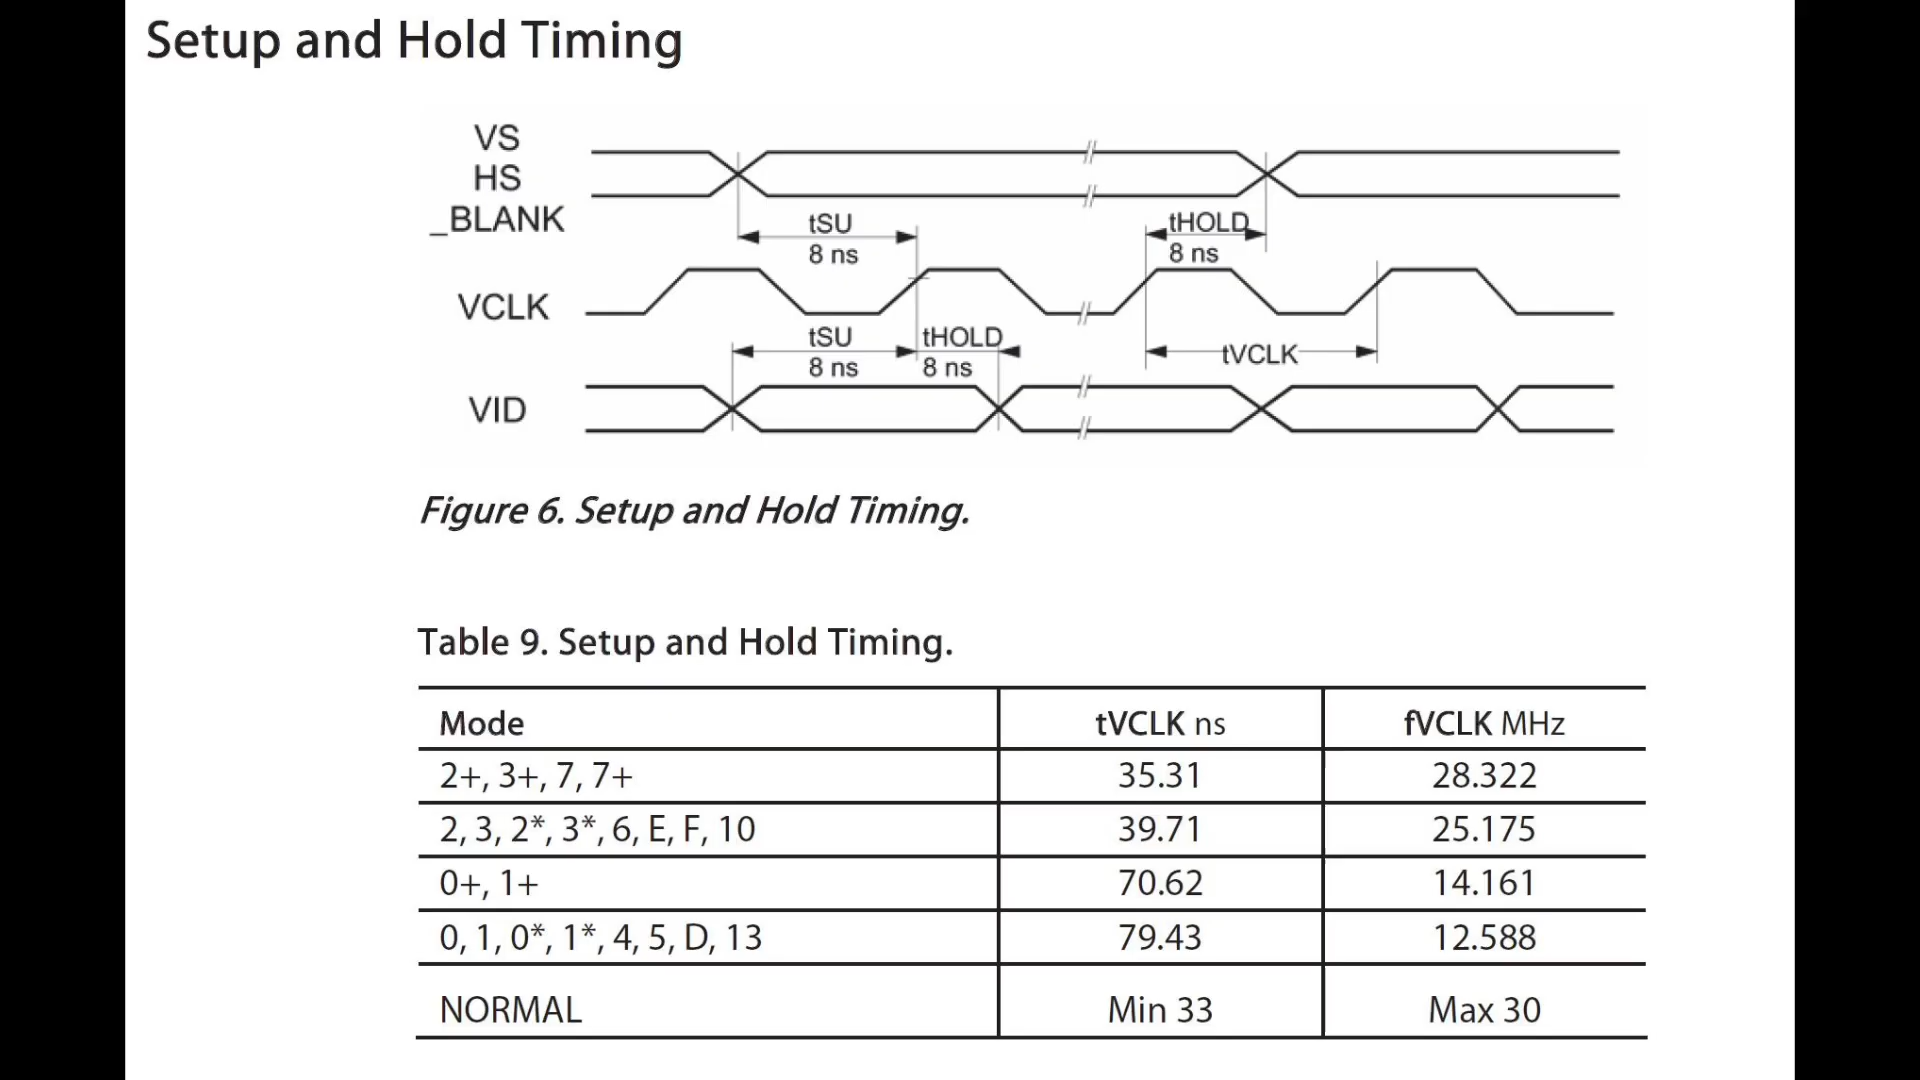 Setup and Hold Timing
VS
HS
_BLANK
tSU
8 ns
tHOLD
8 ns
VCLK
tSU
8 ns
tHOLD
8 ns
tVCLK
VID
Figure 6. Setup and Hold Timing.
Table 9. Setup and Hold Timing.
Mode tVCLK ns fVCLK MHz
2+, 3+, 7, 7+ 35.31 28.322
2, 3, 2*, 3*, 6, E, F, 10 39.71 25.175
0+, 1+ 70.62 14.161
0, 1, 0*, 1*, 4, 5, D, 13 79.43 12.588
NORMAL Min 33 Max 30